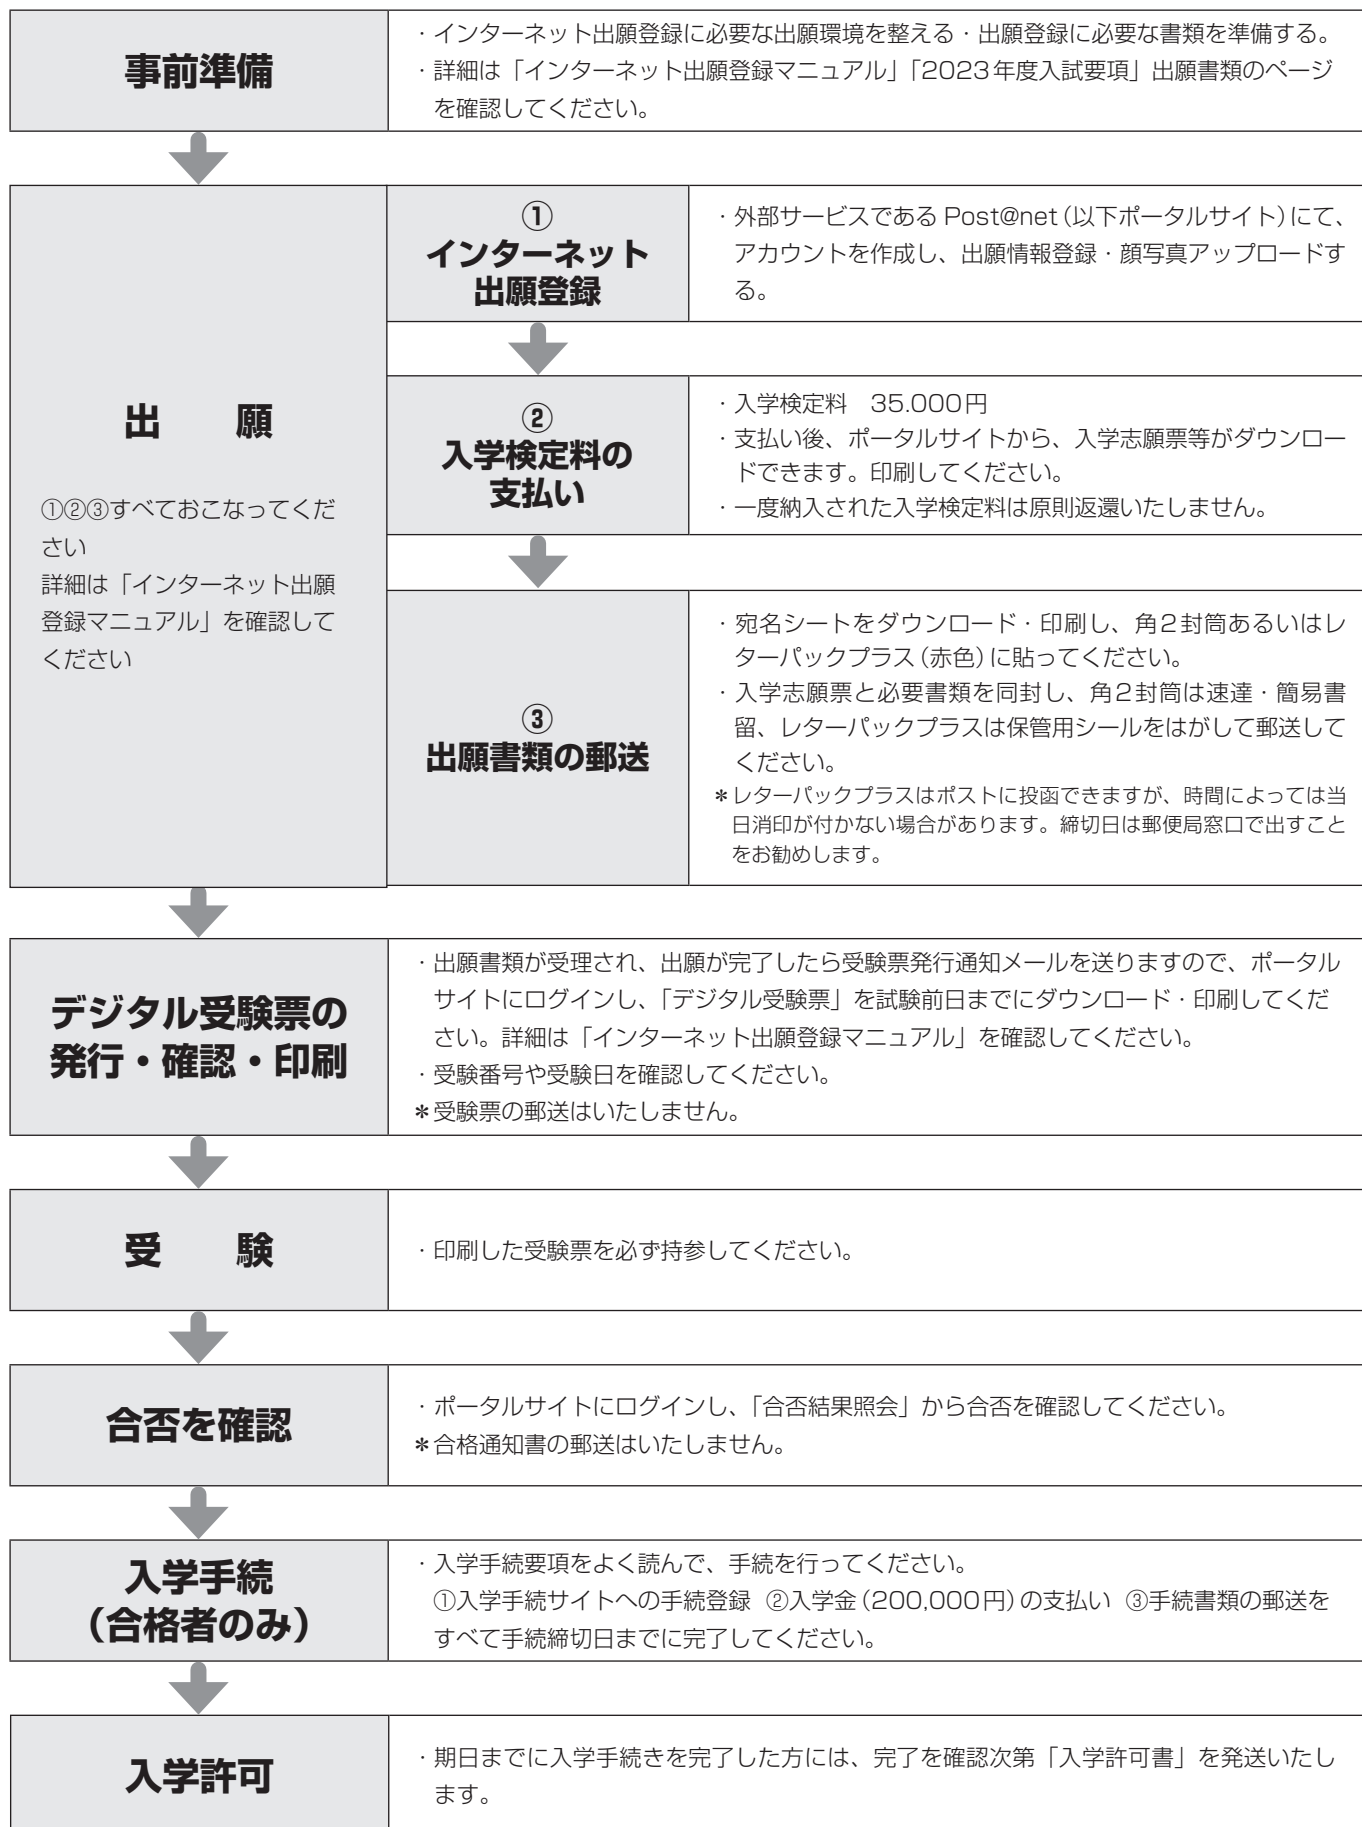 事前準備
・インターネット出願登録に必要な出願環境を整える・出願登録に必要な書類を準備する。
・詳細は「インターネット出願登録マニュアル」「2023年度入試要項」出願書類のページ
を確認してください。
出　　願
①②③すべておこなってくだ
さい
詳細は「インターネット出願
登録マニュアル」を確認して
ください
①
インターネット
出願登録
・外部サービスである Post@net（以下ポータルサイト）にて、
アカウントを作成し、出願情報登録・顔写真アップロードす
る。
②
入学検定料の
支払い
・入学検定料　35.000円
・支払い後、ポータルサイトから、入学志願票等がダウンロー
ドできます。印刷してください。
・一度納入された入学検定料は原則返還いたしません。
③
出願書類の郵送
・宛名シートをダウンロード・印刷し、角2封筒あるいはレ
ターパックプラス（赤色）に貼ってください。
・入学志願票と必要書類を同封し、角2封筒は速達・簡易書
留、レターパックプラスは保管用シールをはがして郵送して
ください。
＊レターパックプラスはポストに投函できますが、時間によっては当
日消印が付かない場合があります。締切日は郵便局窓口で出すこと
をお勧めします。
デジタル受験票の
発行・確認・印刷
・出願書類が受理され、出願が完了したら受験票発行通知メールを送りますので、ポータル
サイトにログインし、「デジタル受験票」を試験前日までにダウンロード・印刷してくだ
さい。詳細は「インターネット出願登録マニュアル」を確認してください。
・受験番号や受験日を確認してください。
＊受験票の郵送はいたしません。
受　　験
・印刷した受験票を必ず持参してください。
合否を確認
・ポータルサイトにログインし、「合否結果照会」から合否を確認してください。
＊合格通知書の郵送はいたしません。
入学手続
（合格者のみ）
・入学手続要項をよく読んで、手続を行ってください。
①入学手続サイトへの手続登録 ②入学金（200,000円）の支払い ③手続書類の郵送を
すべて手続締切日までに完了してください。
入学許可
・期日までに入学手続きを完了した方には、完了を確認次第「入学許可書」を発送いたし
ます。